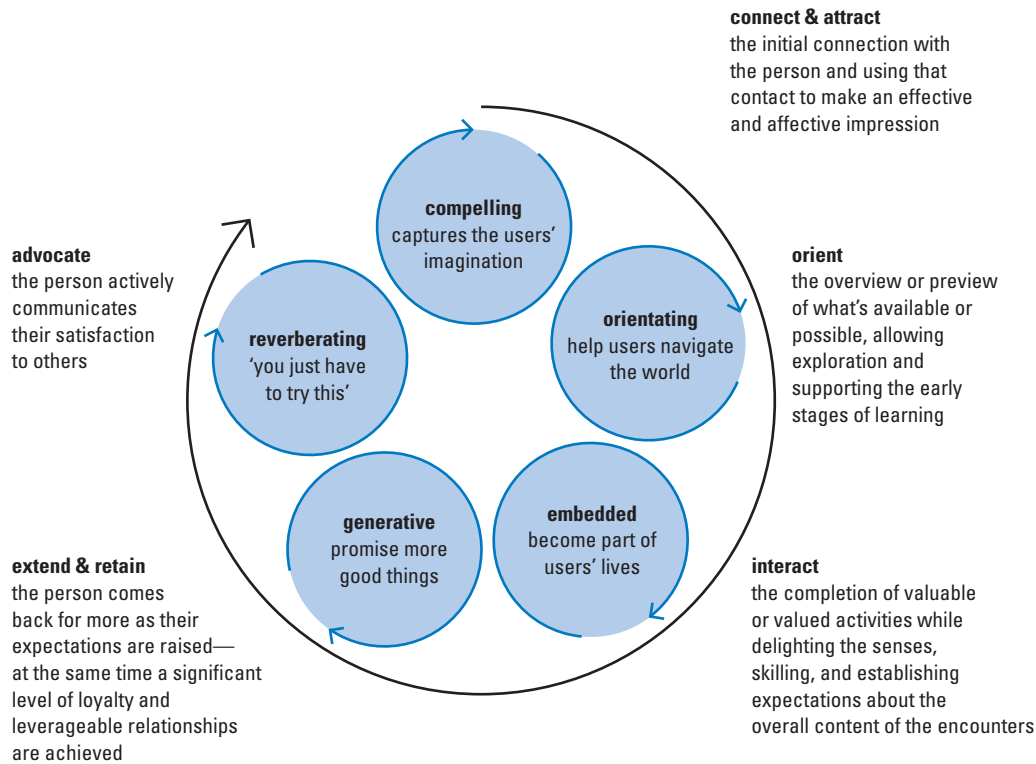 connect & attract
the initial connection with
the person and using that
contact to make an effective
and affective impression
compelling
captures the users’
imagination
orient
the overview or preview
of what’s available or
possible, allowing
exploration and
supporting the early
stages of learning
orientating
help users navigate
the world
interact
the completion of valuable
or valued activities while
delighting the senses,
skilling, and establishing
expectations about the
overall content of the encounters
embedded
become part of
users’ lives
extend & retain
the person comes
back for more as their
expectations are raised—
at the same time a significant
level of loyalty and
leverageable relationships
are achieved
generative
promise more
good things
advocate
the person actively
communicates
their satisfaction
to others
reverberating
‘you just have
to try this’